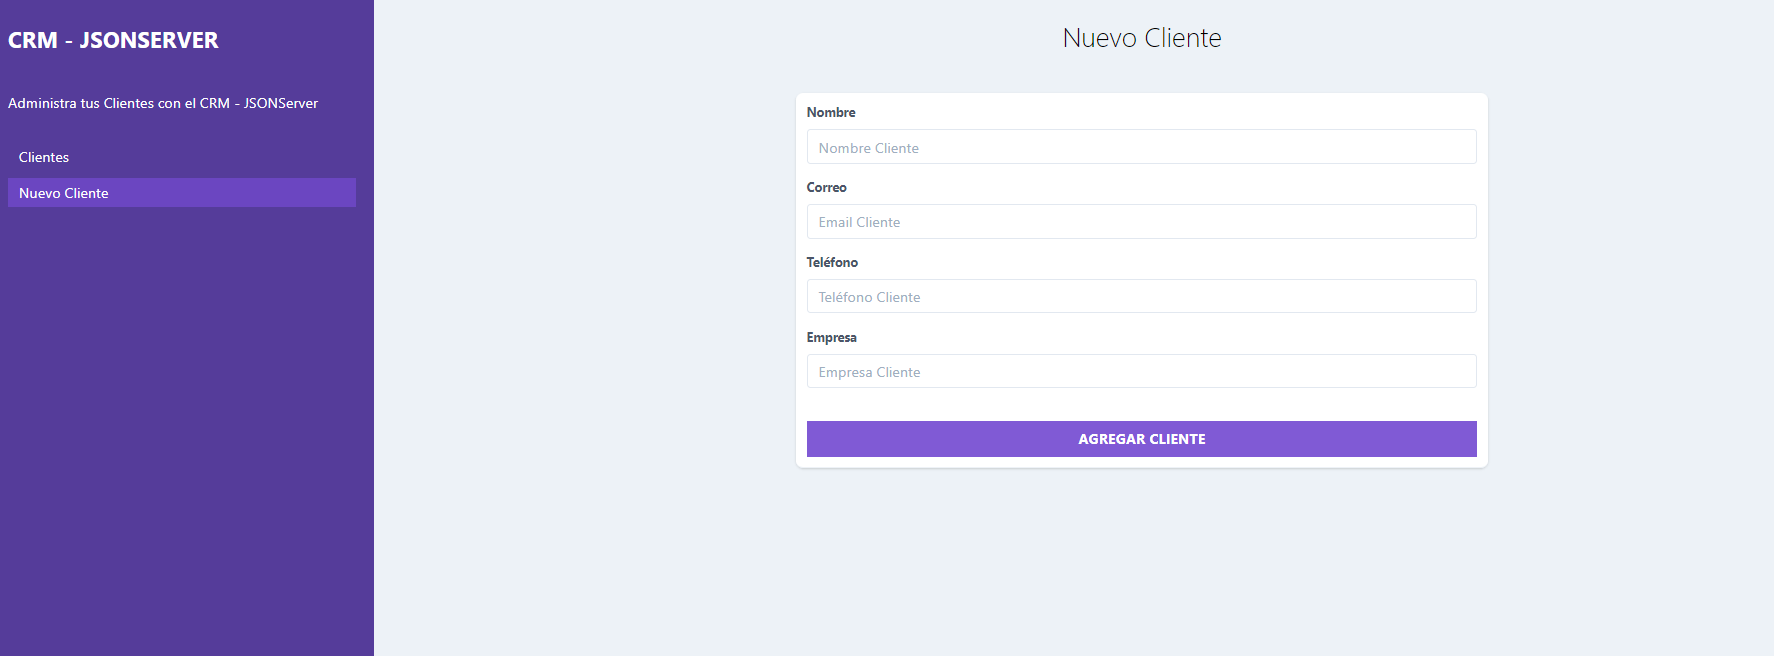 CRM - JSONSERVER
Administra tus Clientes con el CRM - JSONServer
Clientes
Nuevo Cliente
Nuevo Cliente
Nombre
Nombre Cliente
Correo
Email Cliente
Teléfono
Teléfono Cliente
Empresa
Empresa Cliente
AGREGAR CLIENTE